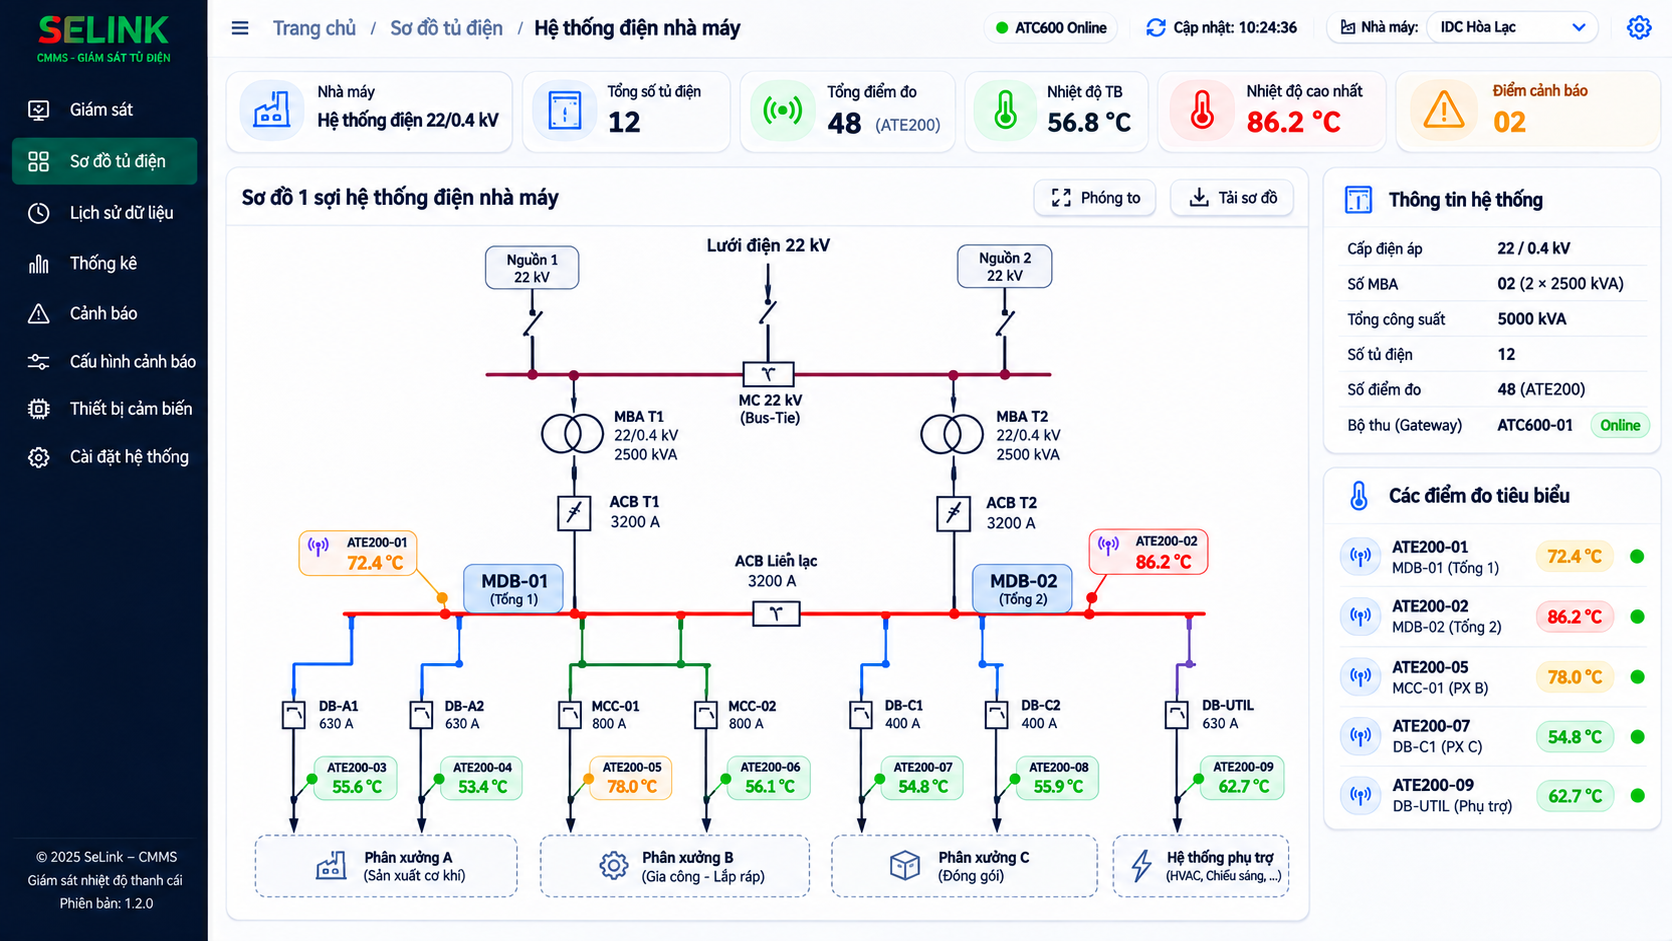 SELINK
CMMS - GIÁM SÁT TỦ ĐIỆN
Giám sát
Sơ đồ tủ điện
Lịch sử dữ liệu
Thống kê
Cảnh báo
Cấu hình cảnh báo
Thiết bị cảm biến
Cài đặt hệ thống
© 2025 SeLink – CMMS
Giám sát nhiệt độ thanh cái
Phiên bản: 1.2.0
Trang chủ / Sơ đồ tủ điện / Hệ thống điện nhà máy
ATC600 Online
Cập nhật: 10:24:36
Nhà máy: IDC Hòa Lạc
Nhà máy
Hệ thống điện 22/0.4 kV
Tổng số tủ điện
12
Tổng điểm đo
48 (ATE200)
Nhiệt độ TB
56.8 °C
Nhiệt độ cao nhất
86.2 °C
Điểm cảnh báo
02
Sơ đồ 1 sợi hệ thống điện nhà máy
Phóng to
Tải sơ đồ
Nguồn 1
22 kV
Lưới điện 22 kV
Nguồn 2
22 kV
MC 22 kV
(Bus-Tie)
MBA T1
22/0.4 kV
2500 kVA
MBA T2
22/0.4 kV
2500 kVA
ACB T1
3200 A
ACB T2
3200 A
ATE200-01
72.4 °C
MDB-01
(Tổng 1)
ACB Liên lạc
3200 A
MDB-02
(Tổng 2)
ATE200-02
86.2 °C
DB-A1
630 A
DB-A2
630 A
MCC-01
800 A
MCC-02
800 A
DB-C1
400 A
DB-C2
400 A
DB-UTIL
630 A
ATE200-03
55.6 °C
ATE200-04
53.4 °C
ATE200-05
78.0 °C
ATE200-06
56.1 °C
ATE200-07
54.8 °C
ATE200-08
55.9 °C
ATE200-09
62.7 °C
Phân xưởng A
(Sản xuất cơ khí)
Phân xưởng B
(Gia công - Lắp ráp)
Phân xưởng C
(Đóng gói)
Hệ thống phụ trợ
(HVAC, Chiếu sáng, ...)
Thông tin hệ thống
Cấp điện áp 22 / 0.4 kV
Số MBA 02 (2 × 2500 kVA)
Tổng công suất 5000 kVA
Số tủ điện 12
Số điểm đo 48 (ATE200)
Bộ thu (Gateway) ATC600-01 Online
Các điểm đo tiêu biểu
ATE200-01
MDB-01 (Tổng 1)
72.4 °C
ATE200-02
MDB-02 (Tổng 2)
86.2 °C
ATE200-05
MCC-01 (PX B)
78.0 °C
ATE200-07
DB-C1 (PX C)
54.8 °C
ATE200-09
DB-UTIL (Phụ trợ)
62.7 °C